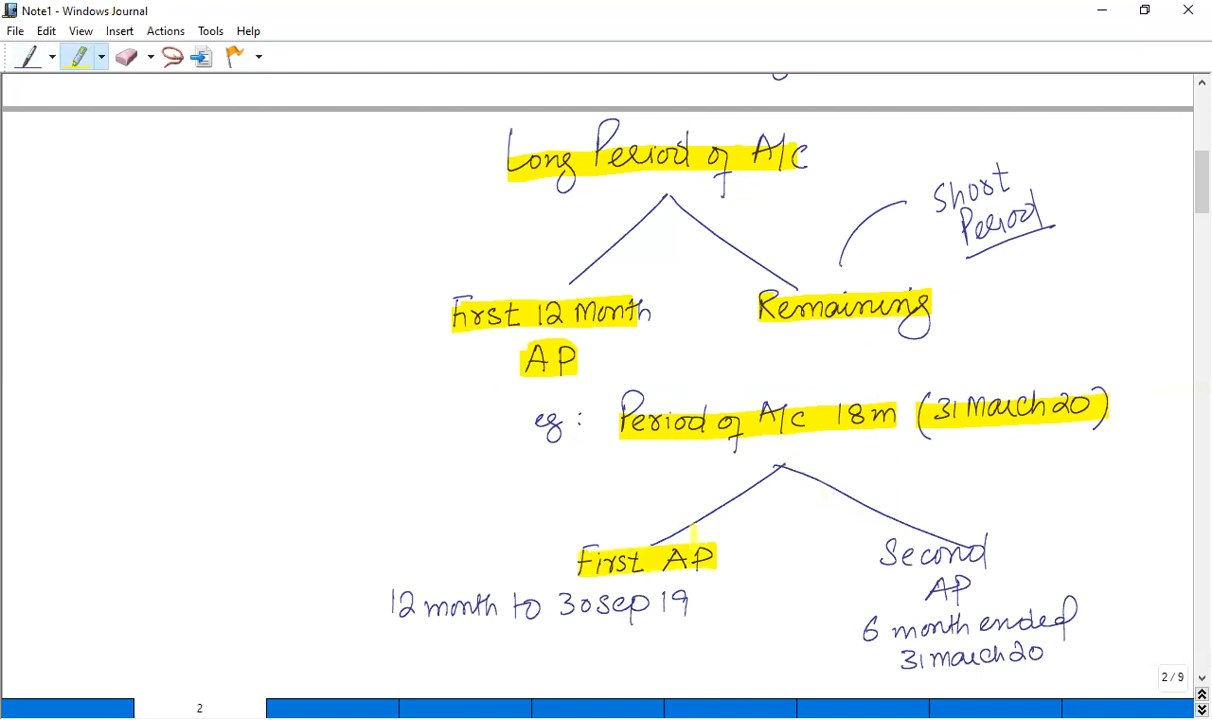 Note1 - Windows Journal
File Edit View Insert Actions Tools Help
Long Period of A/c
Short
Period
First 12 Month
AP
Remaining
eg: Period of A/c 18m (31 March 20)
First AP
12 month to 30 Sep 19
Second
AP
6 month ended
31 march 20
2 / 9
2